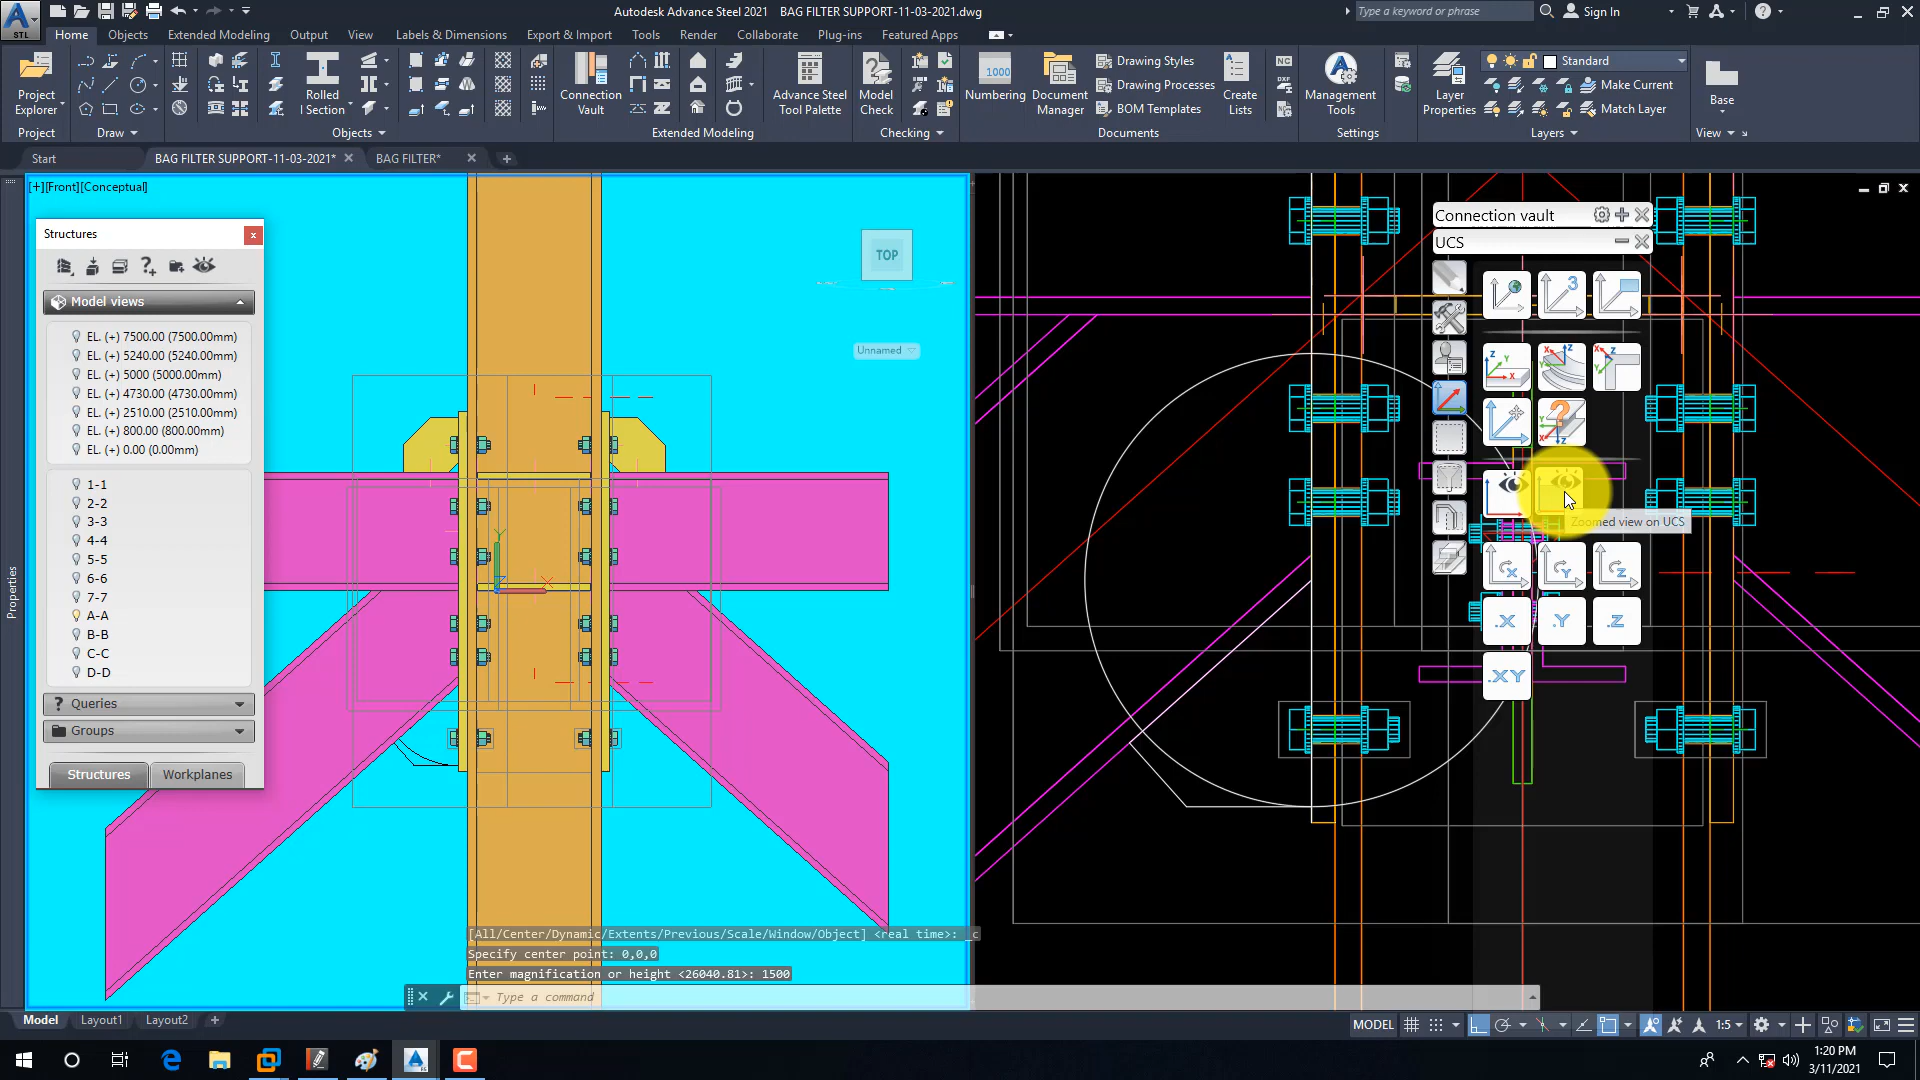 Autodesk Advance Steel 2021 BAG FILTER SUPPORT-11-03-2021.dwg
Type a keyword or phrase
Sign In
STL
Home Objects Extended Modeling Output View Labels & Dimensions Export & Import Tools Render Collaborate Plug-ins Featured Apps
Project Explorer
Rolled I Section
Connection Vault
Advance Steel Tool Palette
Model Check
1000
Numbering
Document Manager
Drawing Styles
Drawing Processes
BOM Templates
Create Lists
NC
DXF
Management Tools
Layer Properties
Standard
Make Current
Match Layer
Base
Project Draw Objects Extended Modeling Checking Documents Settings Layers View
Start BAG FILTER SUPPORT-11-03-2021* BAG FILTER*
[+][Front][Conceptual]
Structures
Model views
EL. (+) 7500.00 (7500.00mm)
EL. (+) 5240.00 (5240.00mm)
EL. (+) 5000 (5000.00mm)
EL. (+) 4730.00 (4730.00mm)
EL. (+) 2510.00 (2510.00mm)
EL. (+) 800.00 (800.00mm)
EL. (+) 0.00 (0.00mm)
1-1
2-2
3-3
4-4
5-5
6-6
7-7
A-A
B-B
C-C
D-D
Queries
Groups
Structures Workplanes
Properties
TOP
Unnamed
Y
Z
X
Connection vault
UCS
3
Zoomed view on UCS
X Y Z
.X .Y .Z
.XY
[All/Center/Dynamic/Extents/Previous/Scale/Window/Object] <real time>: _c
Specify center point: 0,0,0
Enter magnification or height <26040.81>: 1500
Type a command
Model Layout1 Layout2
MODEL
1:5
1:20 PM
3/11/2021